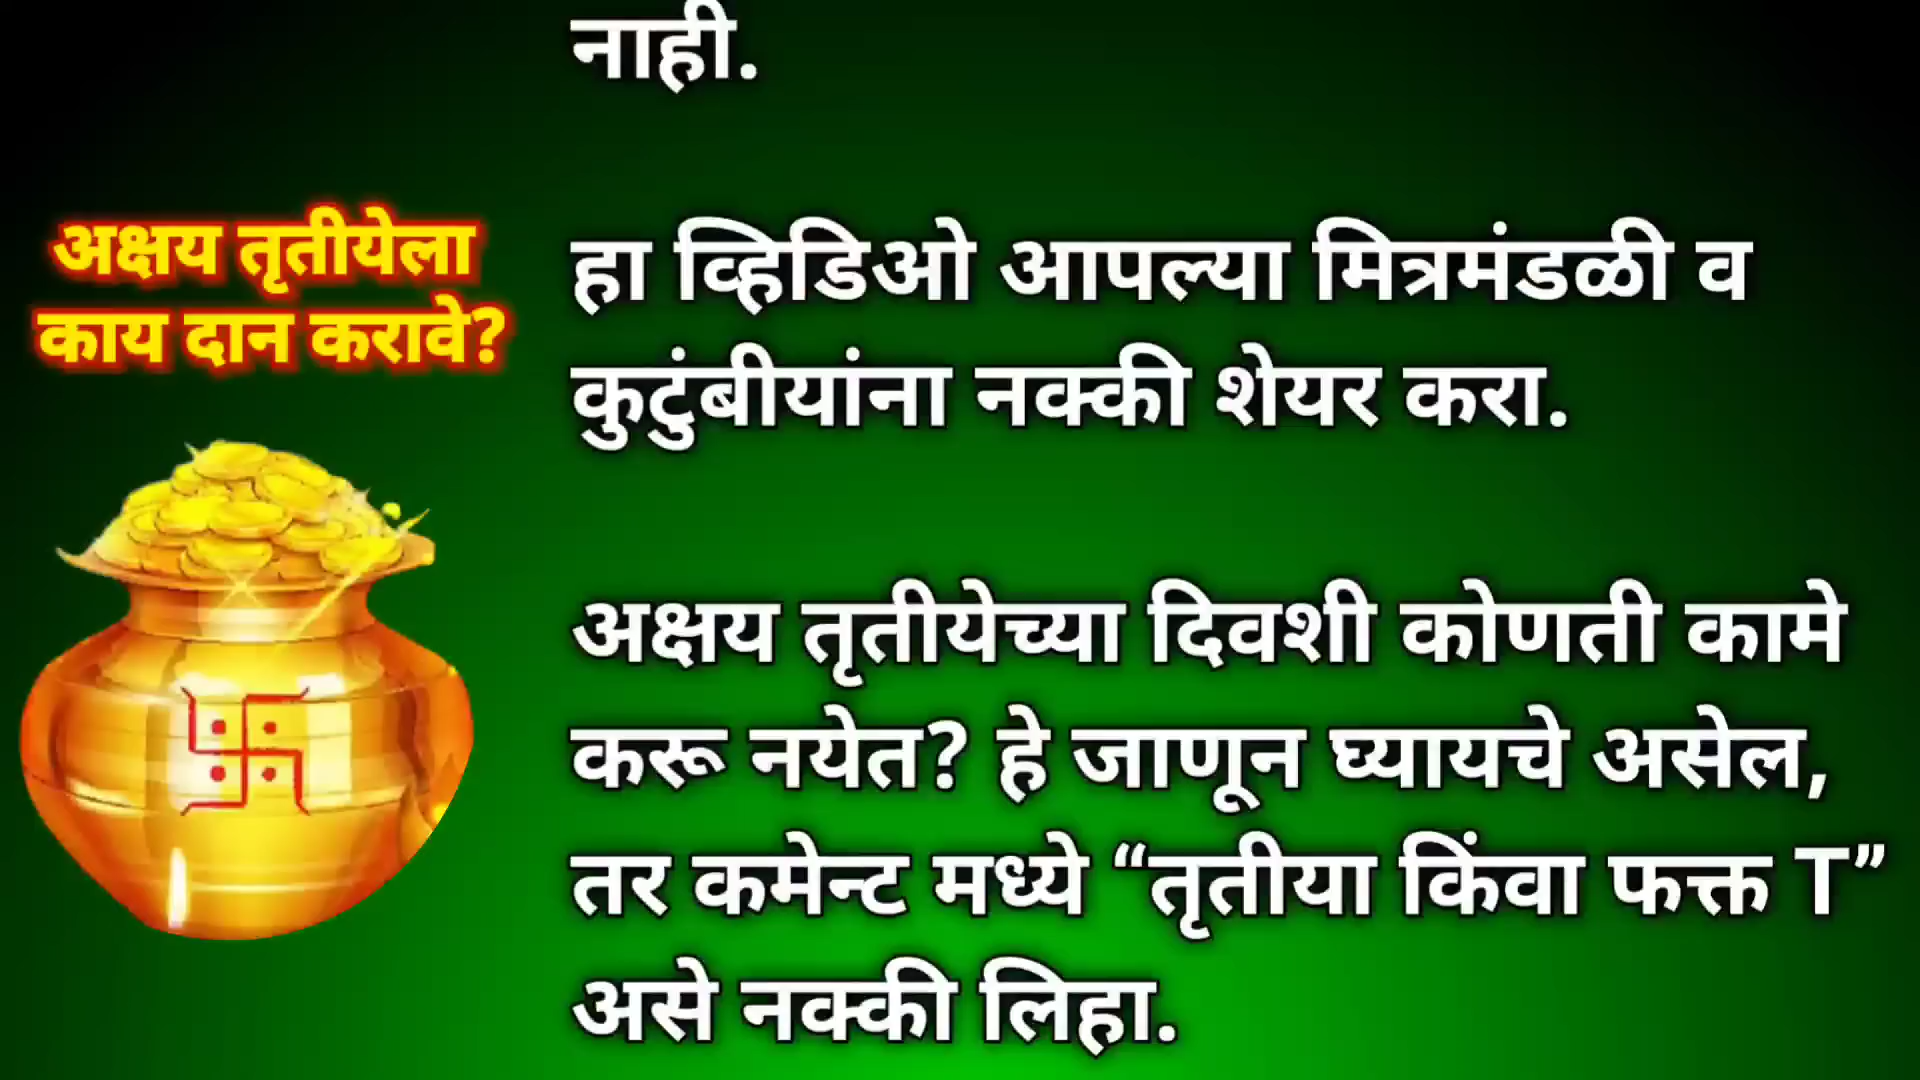 नाही.
अक्षय तृतीयेला
काय दान करावे?
हा व्हिडिओ आपल्या मित्रमंडळी व
कुटुंबीयांना नक्की शेयर करा.
अक्षय तृतीयेच्या दिवशी कोणती कामे
करू नयेत? हे जाणून घ्यायचे असेल,
तर कमेन्ट मध्ये “तृतीया किंवा फक्त T”
असे नक्की लिहा.